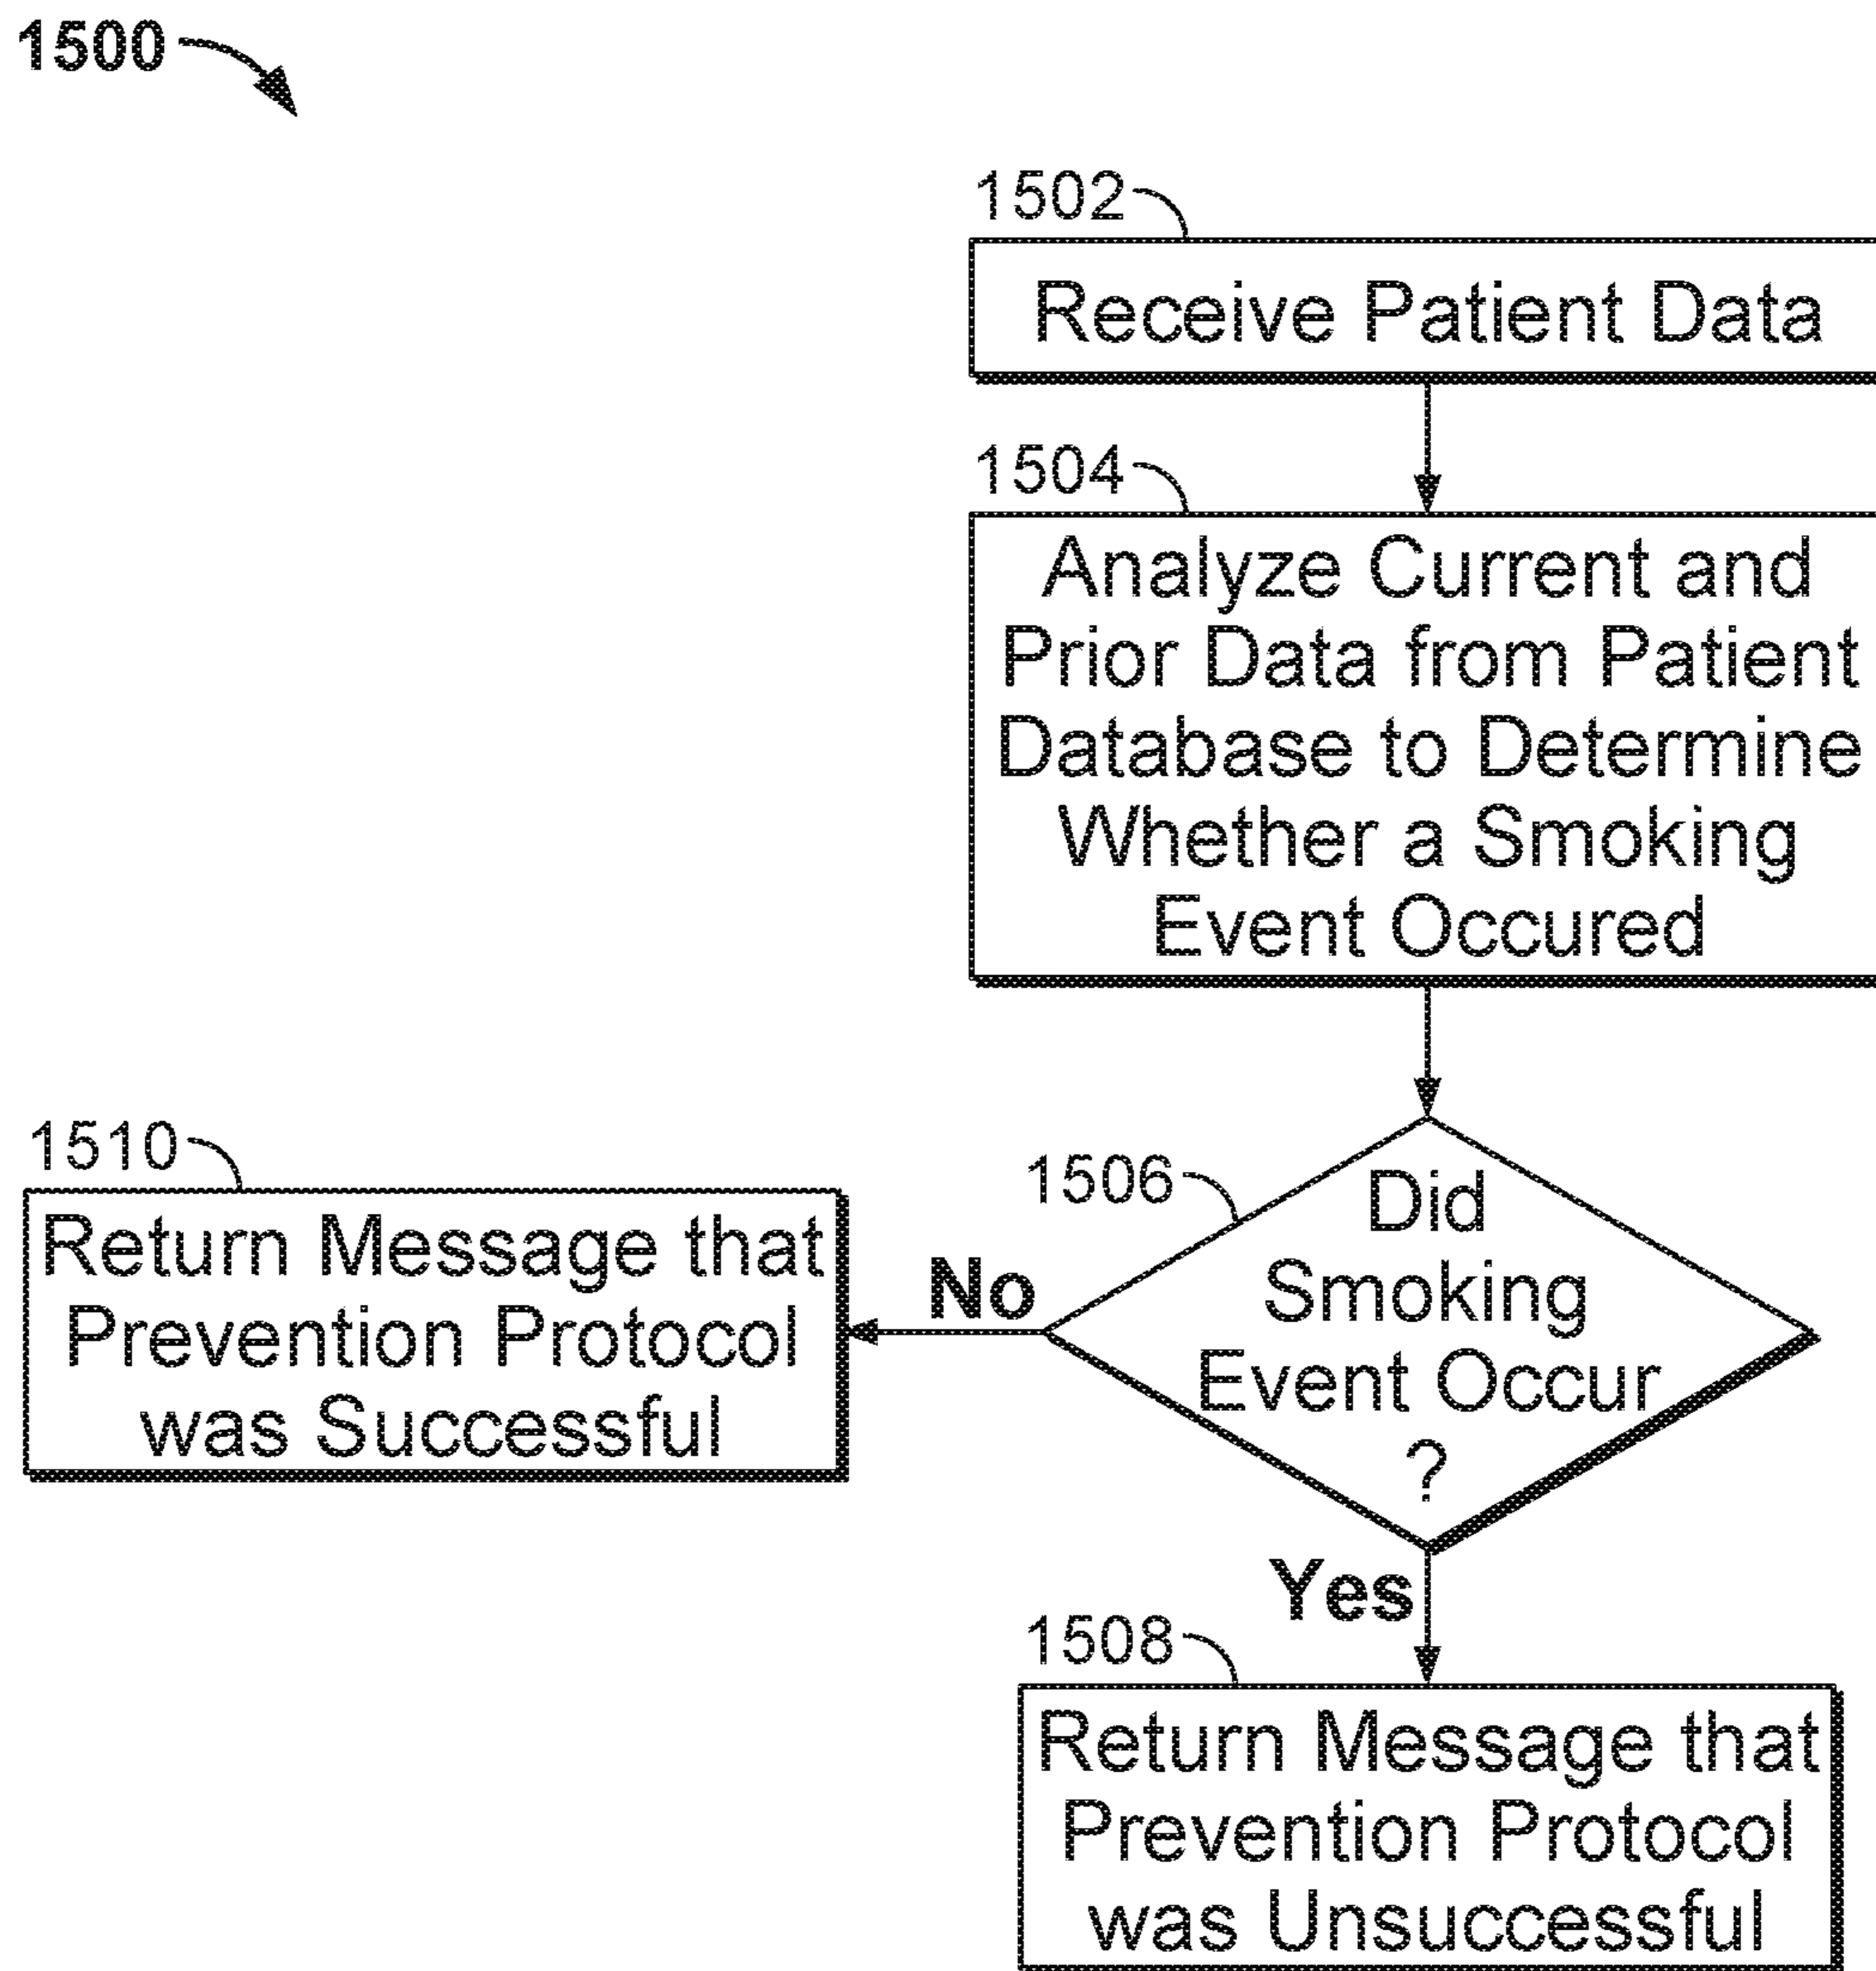 1500
1502
Receive Patient Data
1504
Analyze Current and
Prior Data from Patient
Database to Determine
Whether a Smoking
Event Occured
1506
Did
Smoking
Event Occur
?
No
1510
Return Message that
Prevention Protocol
was Successful
Yes
1508
Return Message that
Prevention Protocol
was Unsuccessful